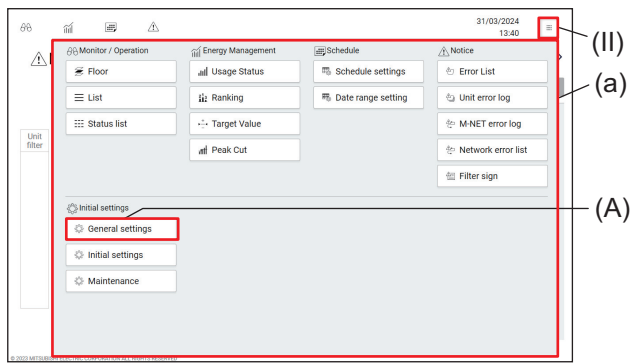 31/03/2024
13:40
(II)
Monitor / Operation
Energy Management
Schedule
Notice
Floor
Usage Status
Schedule settings
Error List
(a)
List
Ranking
Date range setting
Unit error log
Status list
Target Value
M-NET error log
Unit
filter
Peak Cut
Network error list
Filter sign
Initial settings
(A)
General settings
Initial settings
Maintenance
© 2023 MITSUBISHI ELECTRIC CORPORATION ALL RIGHTS RESERVED